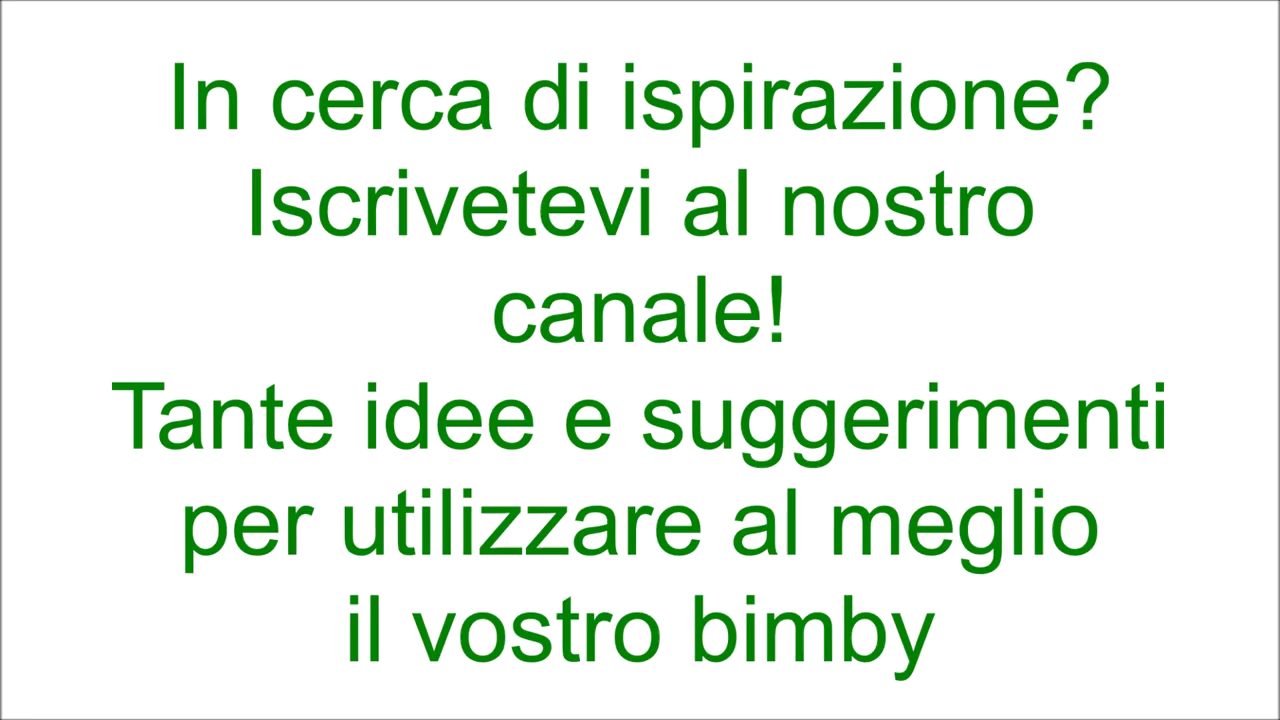 In cerca di ispirazione?
Iscrivetevi al nostro
canale!
Tante idee e suggerimenti
per utilizzare al meglio
il vostro bimby